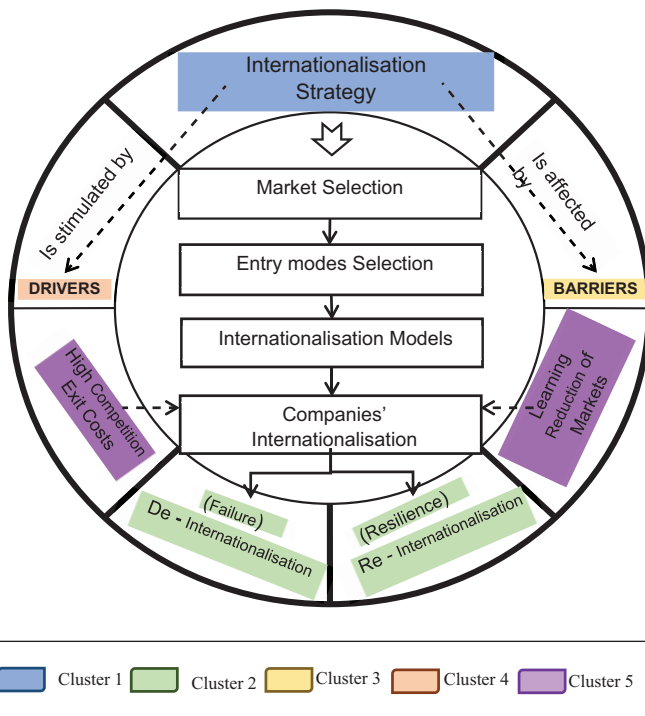 Internationalisation
Strategy
Is stimulated by
Is affected
by
Market Selection
Entry modes Selection
DRIVERS
BARRIERS
Internationalisation Models
High Competition
Exit Costs
Learning
Reduction of
Markets
Companies’
Internationalisation
(Failure)
De - Internationalisation
(Resilience)
Re - Internationalisation
Cluster 1
Cluster 2
Cluster 3
Cluster 4
Cluster 5